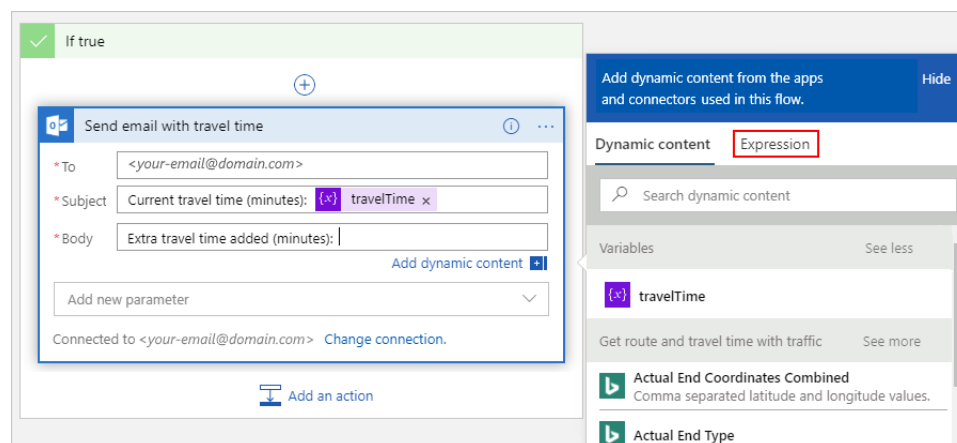 If true
Send email with travel time
*To <your-email@domain.com>
*Subject Current travel time (minutes): {x} travelTime x
*Body Extra travel time added (minutes):
Add dynamic content
Add new parameter
Connected to <your-email@domain.com> Change connection.
Add an action
Add dynamic content from the apps
and connectors used in this flow.
Hide
Dynamic content Expression
Search dynamic content
Variables See less
{x} travelTime
Get route and travel time with traffic See more
Actual End Coordinates Combined
Comma separated latitude and longitude values.
Actual End Type